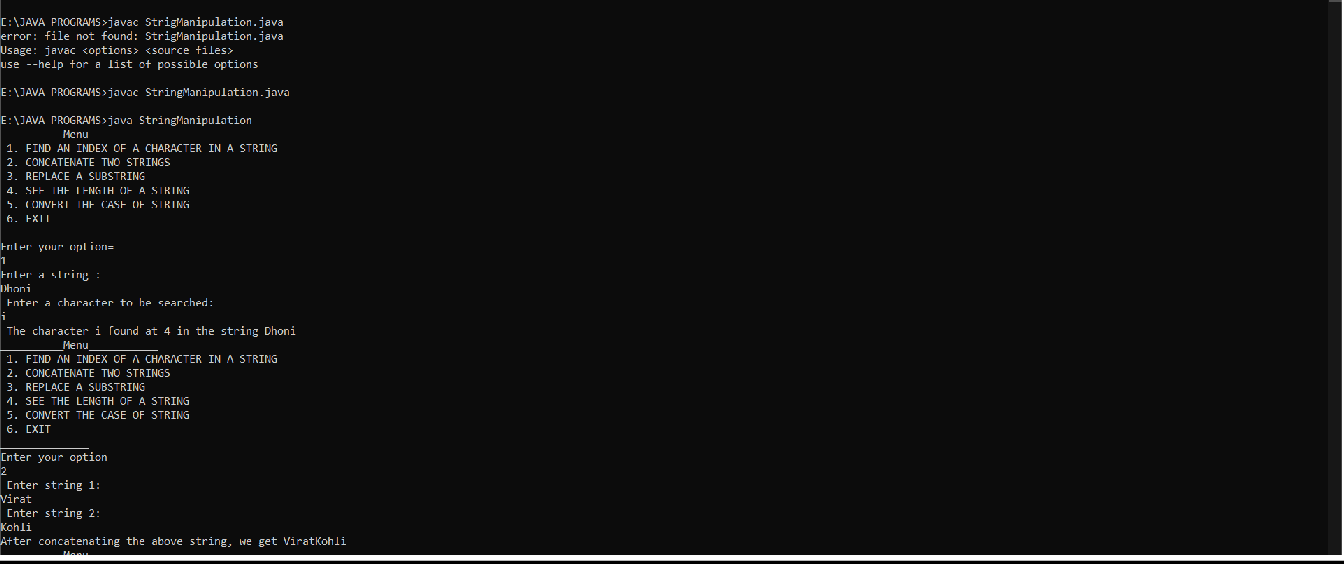 E:\JAVA PROGRAMS>javac StrigManipulation.java
error: file not found: StrigManipulation.java
Usage: javac <options> <source files>
use --help for a list of possible options
E:\JAVA PROGRAMS>javac StringManipulation.java
E:\JAVA PROGRAMS>java StringManipulation
Menu
1. FIND AN INDEX OF A CHARACTER IN A STRING
2. CONCATENATE TWO STRINGS
3. REPLACE A SUBSTRING
4. SEE THE LENGTH OF A STRING
5. CONVERT THE CASE OF STRING
6. EXIT
Enter your option=
1
Enter a string :
Dhoni
Enter a character to be searched:
i
The character i found at 4 in the string Dhoni
__________Menu___________
1. FIND AN INDEX OF A CHARACTER IN A STRING
2. CONCATENATE TWO STRINGS
3. REPLACE A SUBSTRING
4. SEE THE LENGTH OF A STRING
5. CONVERT THE CASE OF STRING
6. EXIT
______________
Enter your option
2
Enter string 1:
Virat
Enter string 2:
Kohli
After concatenating the above string, we get ViratKohli
Menu